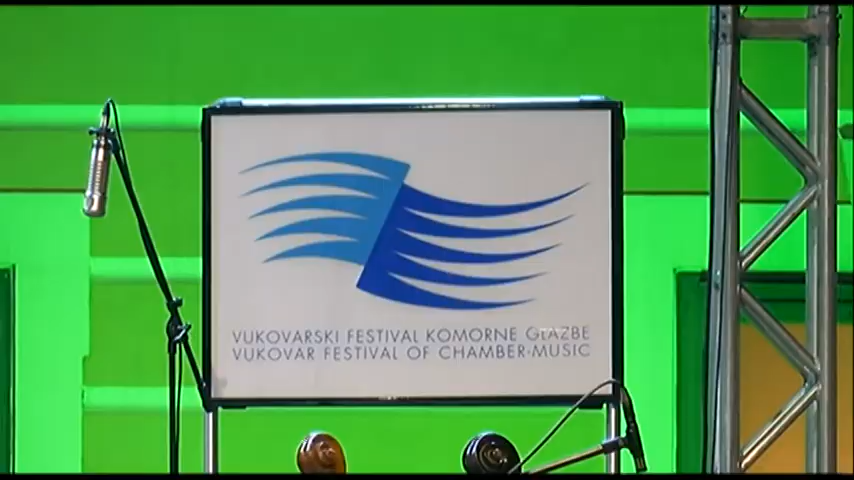 VUKOVARSKI FESTIVAL KOMORNE GLAZBE
VUKOVAR FESTIVAL OF CHAMBER-MUSIC